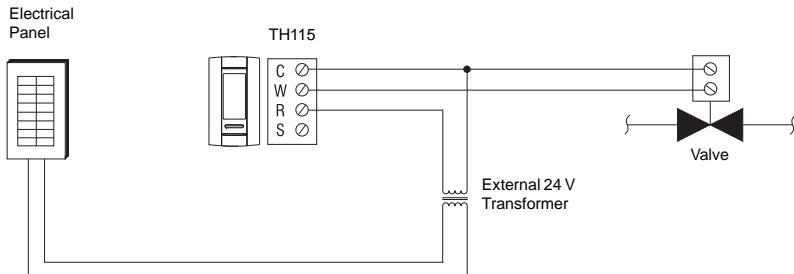 Electrical
Panel
TH115
C
W
R
S
External 24 V
Transformer
Valve